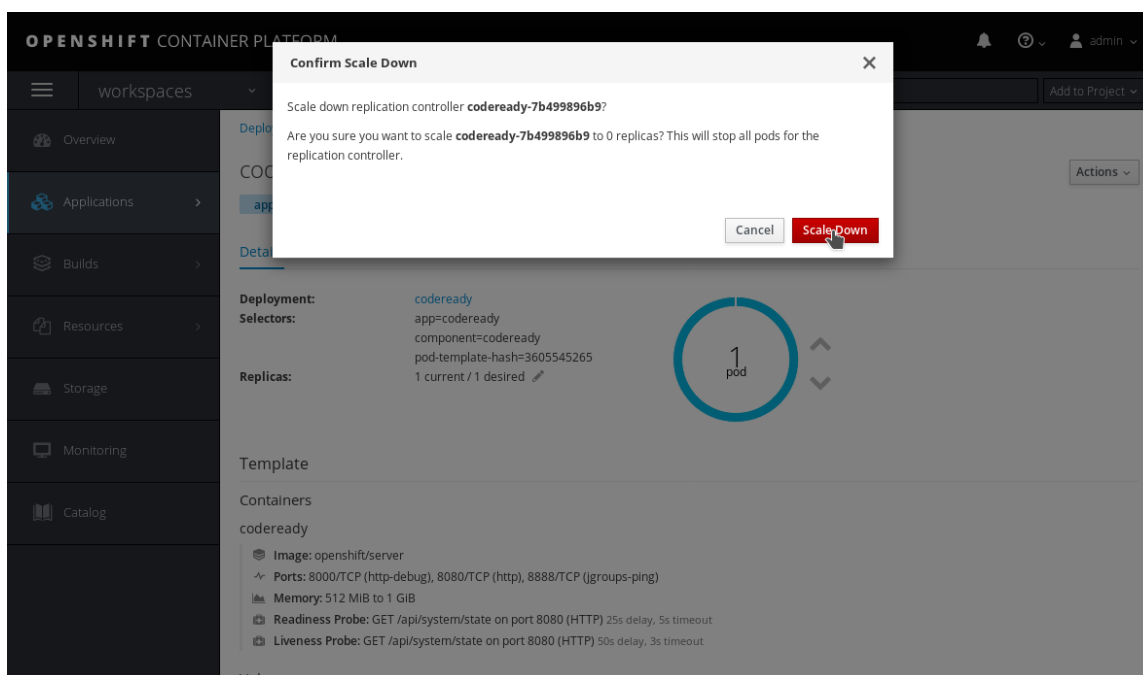 OPENSHIFT CONTAINER PLATFORM
admin
workspaces
Add to Project
Confirm Scale Down
Scale down replication controller codeready-7b499896b9?
Are you sure you want to scale codeready-7b499896b9 to 0 replicas? This will stop all pods for the
replication controller.
Cancel
Scale Down
Overview
Applications
Builds
Resources
Storage
Monitoring
Catalog
Actions
Deployment:
codeready
Selectors:
app=codeready
component=codeready
pod-template-hash=3605545265
Replicas:
1 current / 1 desired
1
pod
Template
Containers
codeready
Image: openshift/server
Ports: 8000/TCP (http-debug), 8080/TCP (http), 8888/TCP (jgroups-ping)
Memory: 512 MiB to 1 GiB
Readiness Probe: GET /api/system/state on port 8080 (HTTP) 25s delay, 5s timeout
Liveness Probe: GET /api/system/state on port 8080 (HTTP) 50s delay, 3s timeout